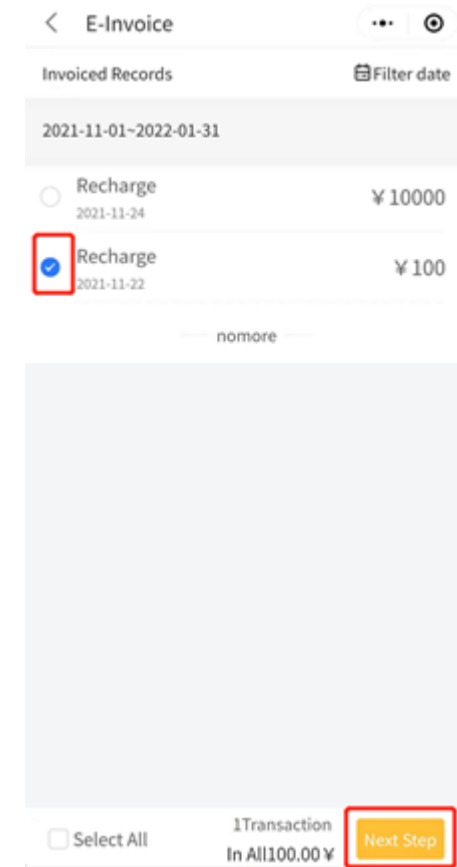 E-Invoice
Invoiced Records
Filter date
2021-11-01~2022-01-31
Recharge
¥10000
2021-11-24
Recharge
¥100
2021-11-22
nomore
Select All
1Transaction
In All100.00¥
Next Step